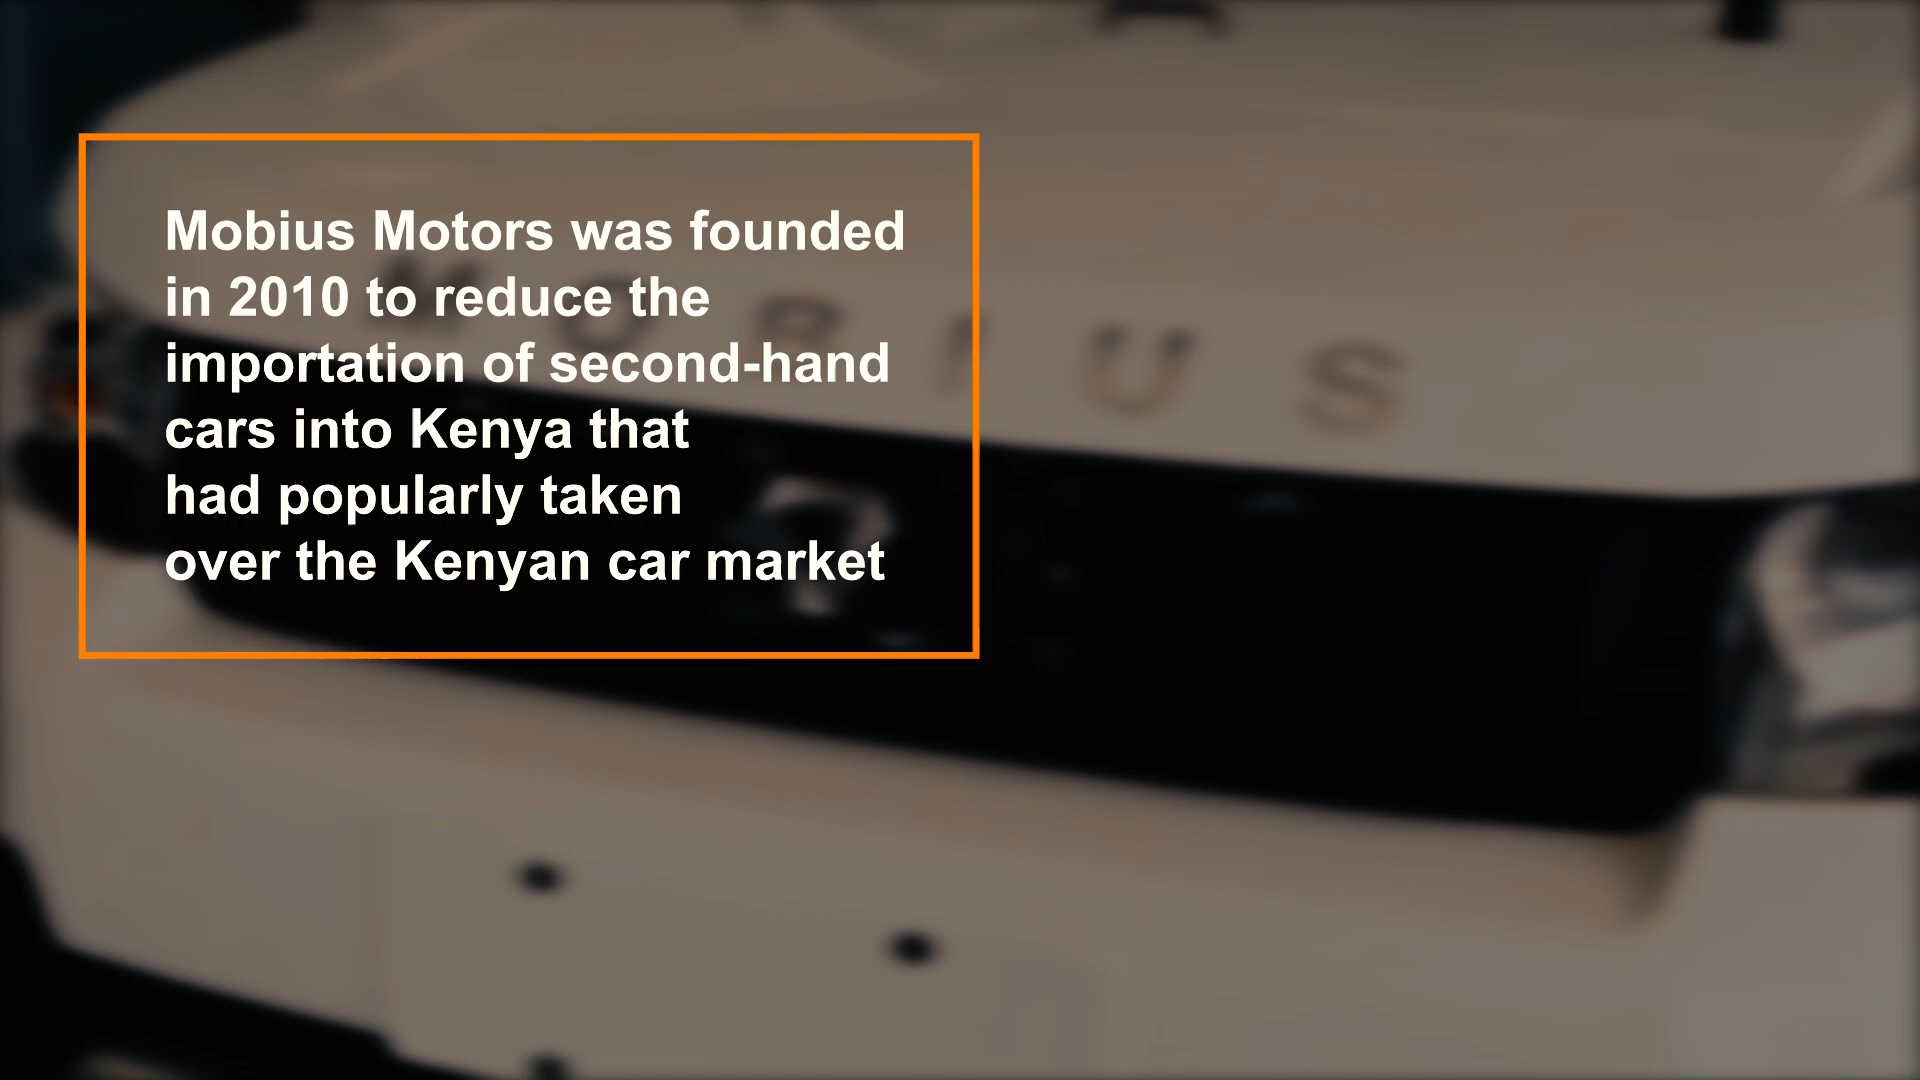 Mobius Motors was founded
in 2010 to reduce the
importation of second-hand
cars into Kenya that
had popularly taken
over the Kenyan car market
MOBIUS